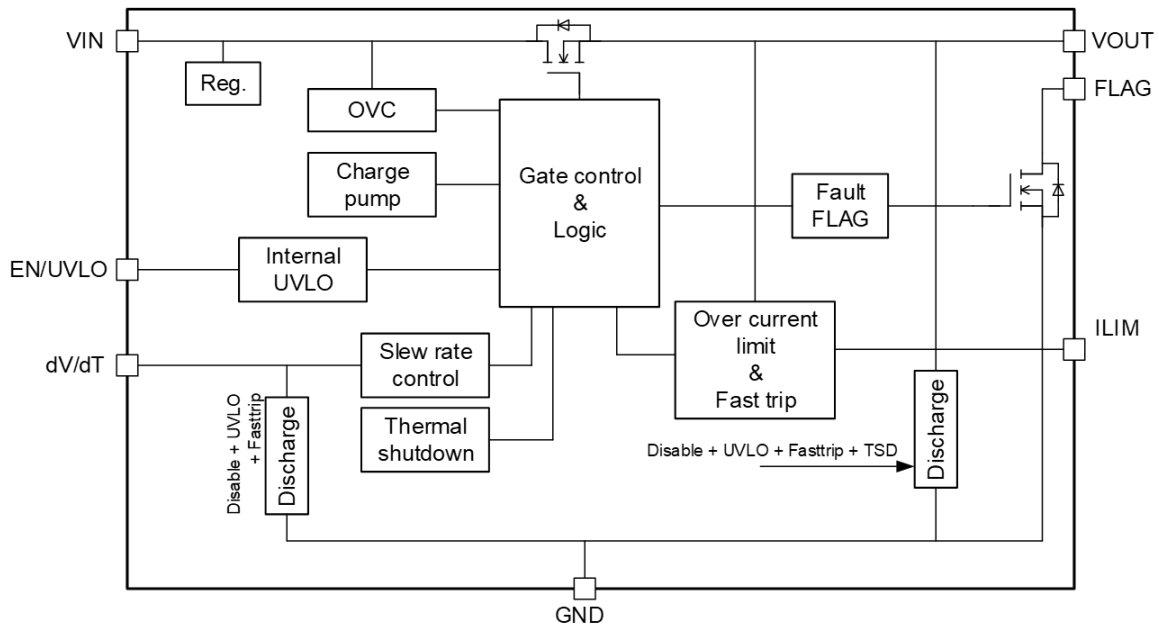 VIN
VOUT
Reg.
FLAG
OVC
Charge
pump
Gate control
&
Logic
Fault
FLAG
EN/UVLO
Internal
UVLO
ILIM
dV/dT
Slew rate
control
Over current
limit
&
Fast trip
Thermal
shutdown
Disable + UVLO
+ Fasttrip
Discharge
Disable + UVLO + Fasttrip + TSD
Discharge
GND